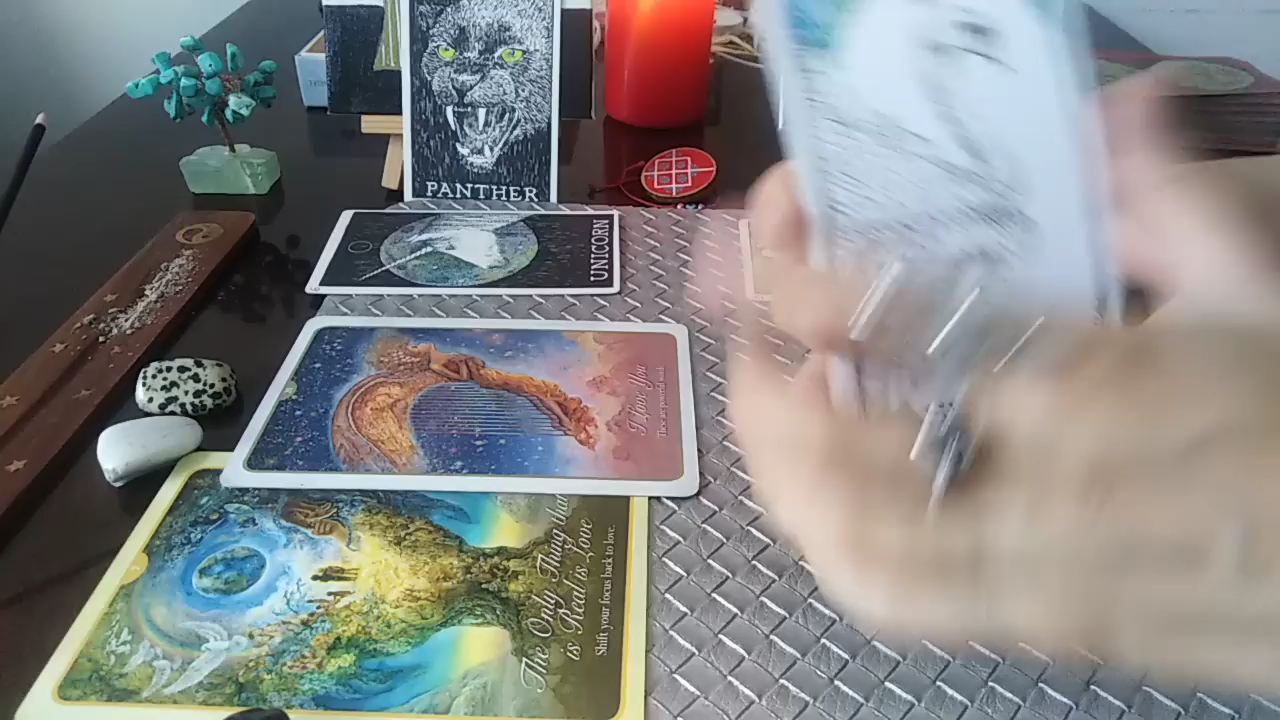 PANTHER
UNICORN
I Love You
These are powerful words.
The Only Thing that
is Real is Love
Shift your focus back to love.